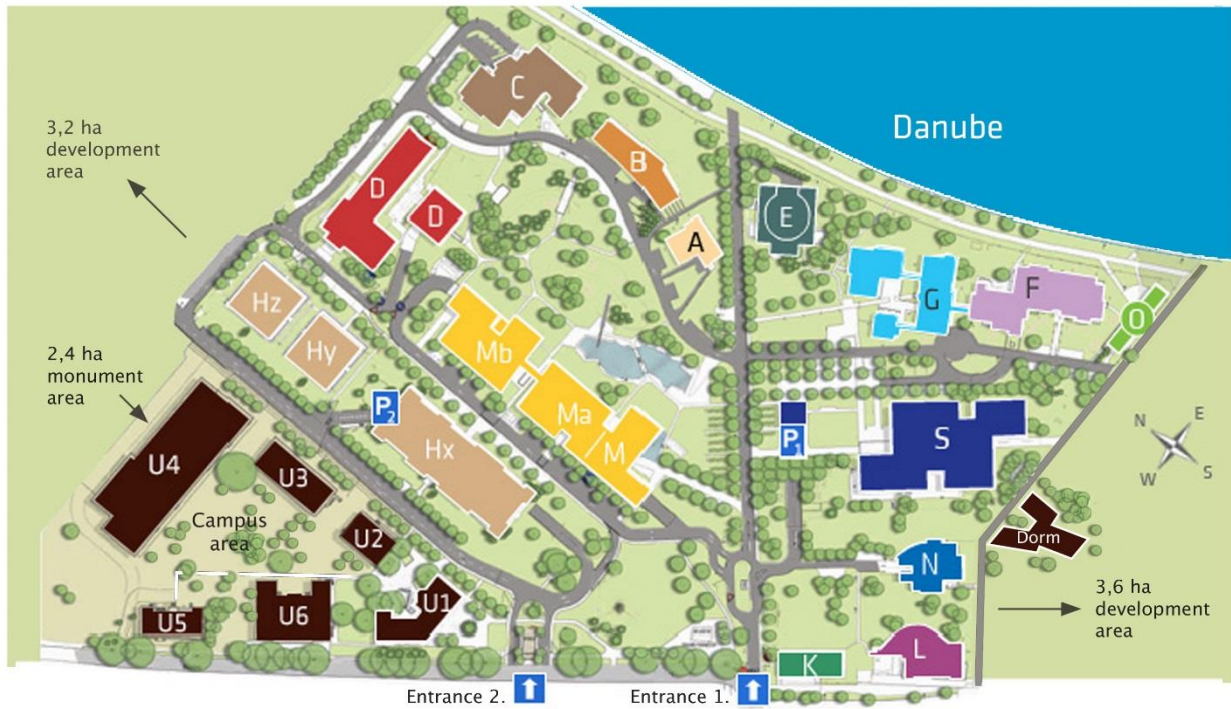 C
Danube
3,2 ha
development
area
B
D
D
E
A
G
F
O
Hz
Hy
Mb
2,4 ha
monument
area
P2
Ma
M
Hx
P1
S
N
E
W
S
U4
U3
Campus
area
U2
Dorm
N
3,6 ha
development
area
U1
U5
U6
K
L
Entrance 2.
Entrance 1.